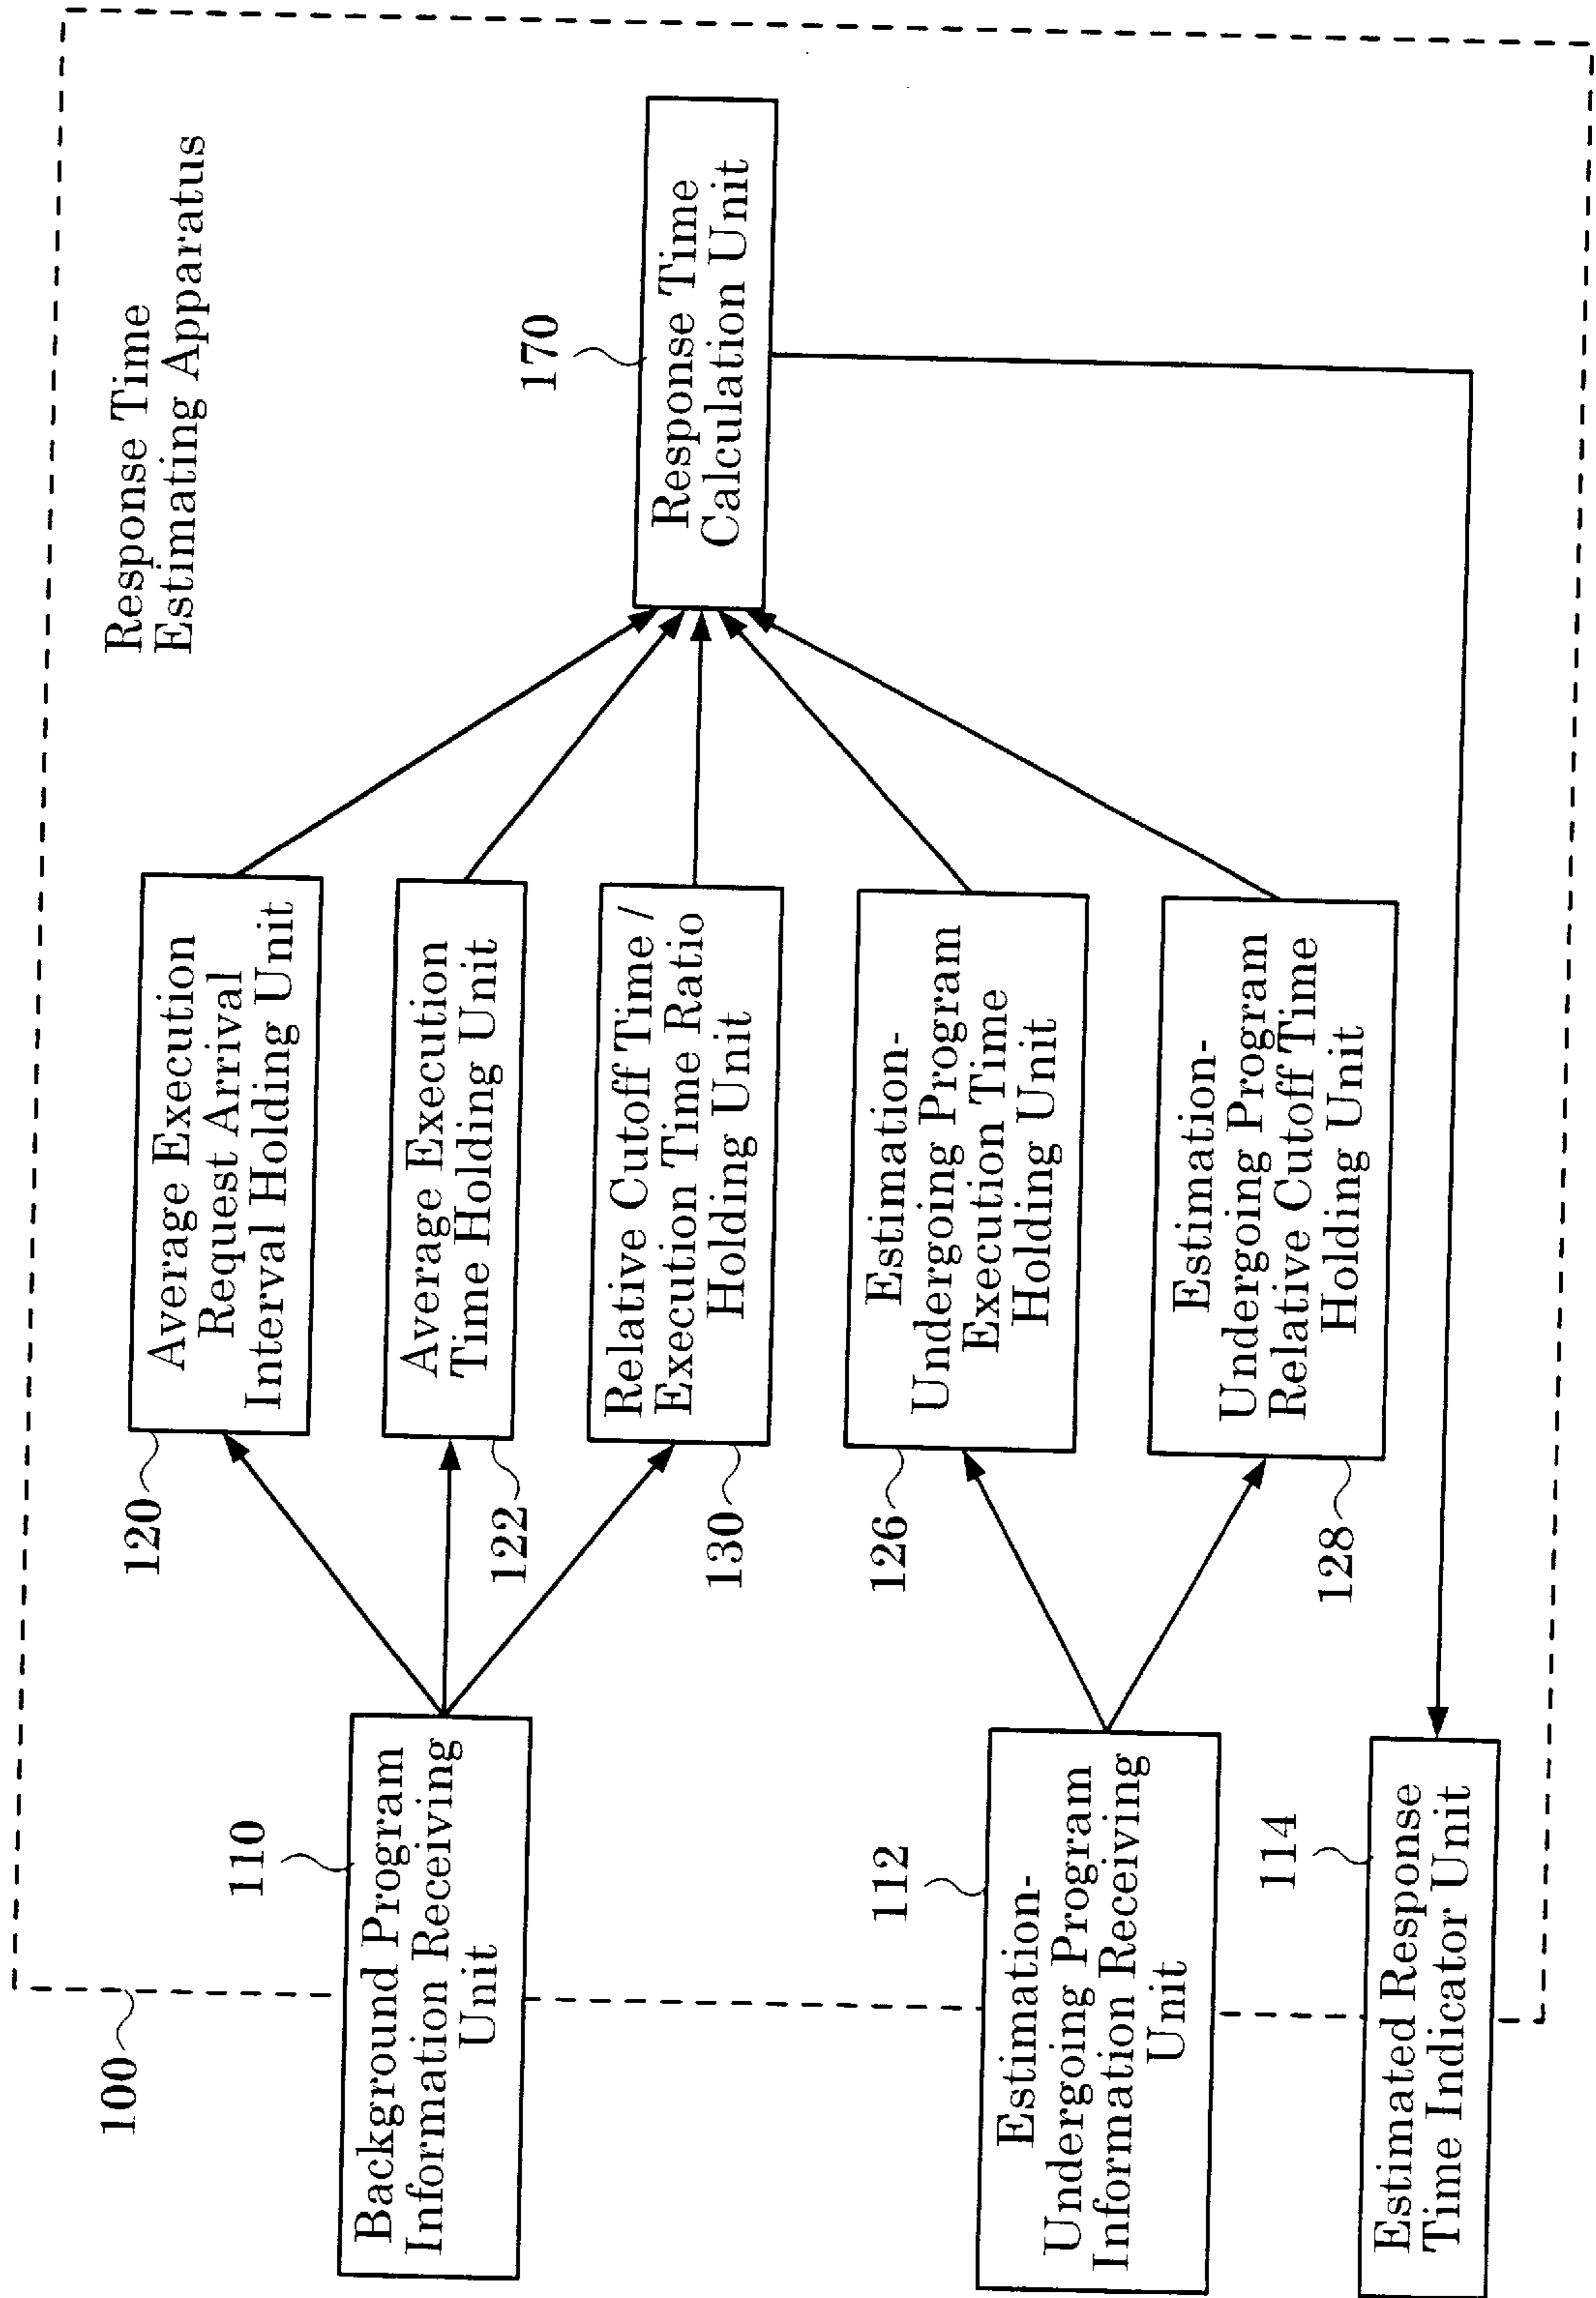 Response Time
Estimating Apparatus
100
110
Background Program
Information Receiving
Unit
112
Estimation-
Undergoing Program
Information Receiving
Unit
114
Estimated Response
Time Indicator Unit
120
Average Execution
Request Arrival
Interval Holding Unit
122
Average Execution
Time Holding Unit
130
Relative Cutoff Time /
Execution Time Ratio
Holding Unit
126
Estimation-
Undergoing Program
Execution Time
Holding Unit
128
Estimation-
Undergoing Program
Relative Cutoff Time
Holding Unit
170
Response Time
Calculation Unit